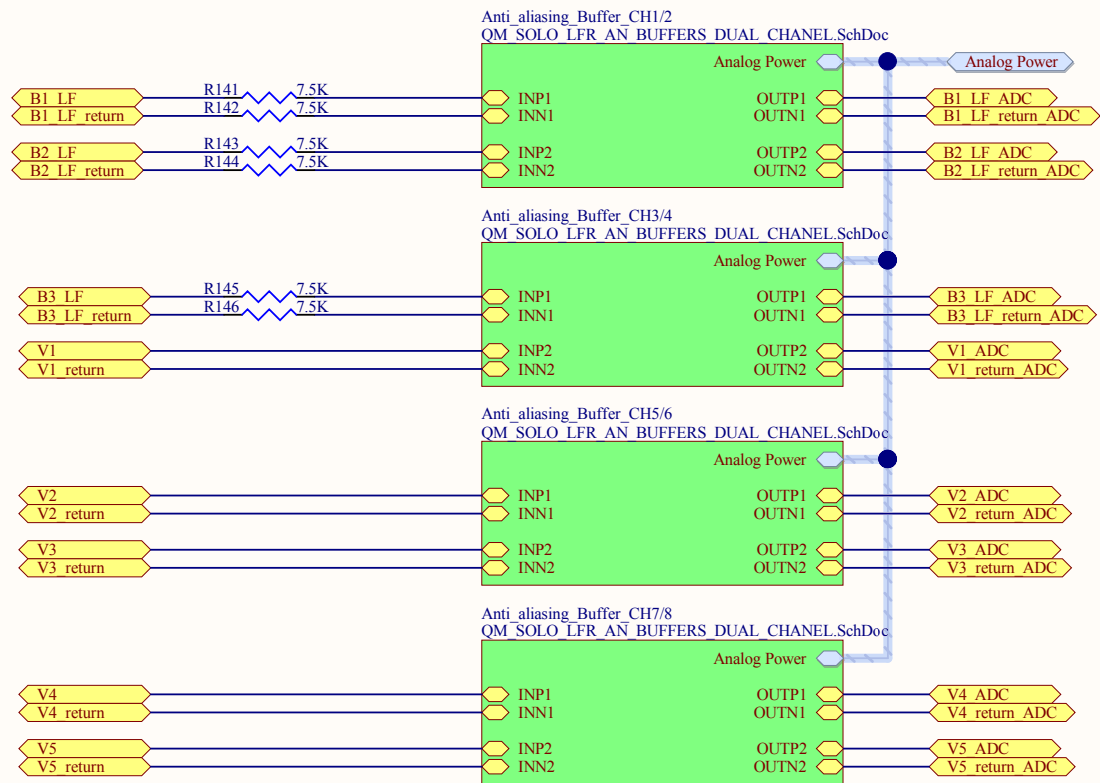 Anti_aliasing_Buffer_CH1/2
QM_SOLO_LFR_AN_BUFFERS_DUAL_CHANEL.SchDoc
Analog Power
Analog Power
B1_LF
R141
7.5K
INP1
OUTP1
B1_LF_ADC
B1_LF_return
R142
7.5K
INN1
OUTN1
B1_LF_return_ADC
B2_LF
R143
7.5K
INP2
OUTP2
B2_LF_ADC
B2_LF_return
R144
7.5K
INN2
OUTN2
B2_LF_return_ADC
Anti_aliasing_Buffer_CH3/4
QM_SOLO_LFR_AN_BUFFERS_DUAL_CHANEL.SchDoc
Analog Power
B3_LF
R145
7.5K
INP1
OUTP1
B3_LF_ADC
B3_LF_return
R146
7.5K
INN1
OUTN1
B3_LF_return_ADC
V1
INP2
OUTP2
V1_ADC
V1_return
INN2
OUTN2
V1_return_ADC
Anti_aliasing_Buffer_CH5/6
QM_SOLO_LFR_AN_BUFFERS_DUAL_CHANEL.SchDoc
Analog Power
V2
INP1
OUTP1
V2_ADC
V2_return
INN1
OUTN1
V2_return_ADC
V3
INP2
OUTP2
V3_ADC
V3_return
INN2
OUTN2
V3_return_ADC
Anti_aliasing_Buffer_CH7/8
QM_SOLO_LFR_AN_BUFFERS_DUAL_CHANEL.SchDoc
Analog Power
V4
INP1
OUTP1
V4_ADC
V4_return
INN1
OUTN1
V4_return_ADC
V5
INP2
OUTP2
V5_ADC
V5_return
INN2
OUTN2
V5_return_ADC